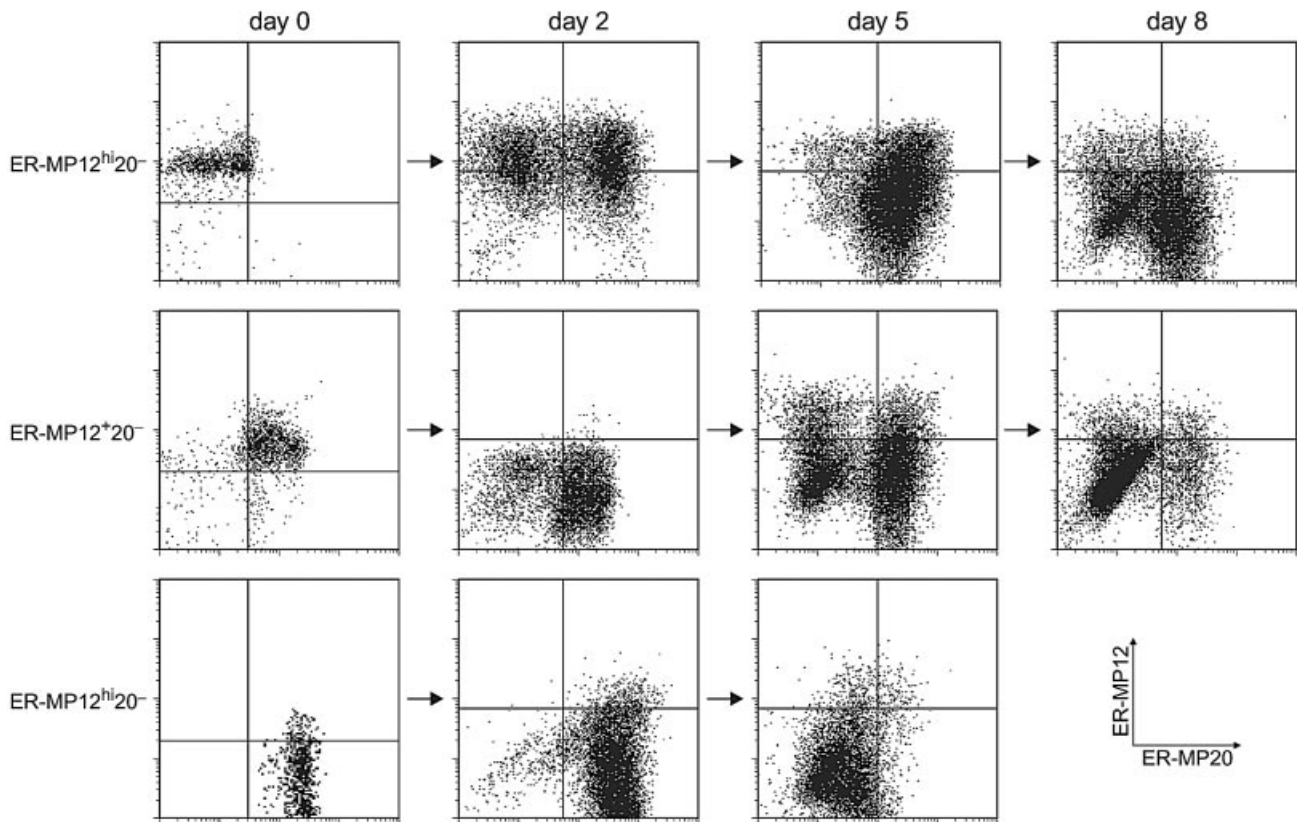 day 0 day 2 day 5 day 8
ER-MP12ʰⁱ20⁻
ER-MP12⁺20⁻
ER-MP12ʰⁱ20⁻
ER-MP12
ER-MP20